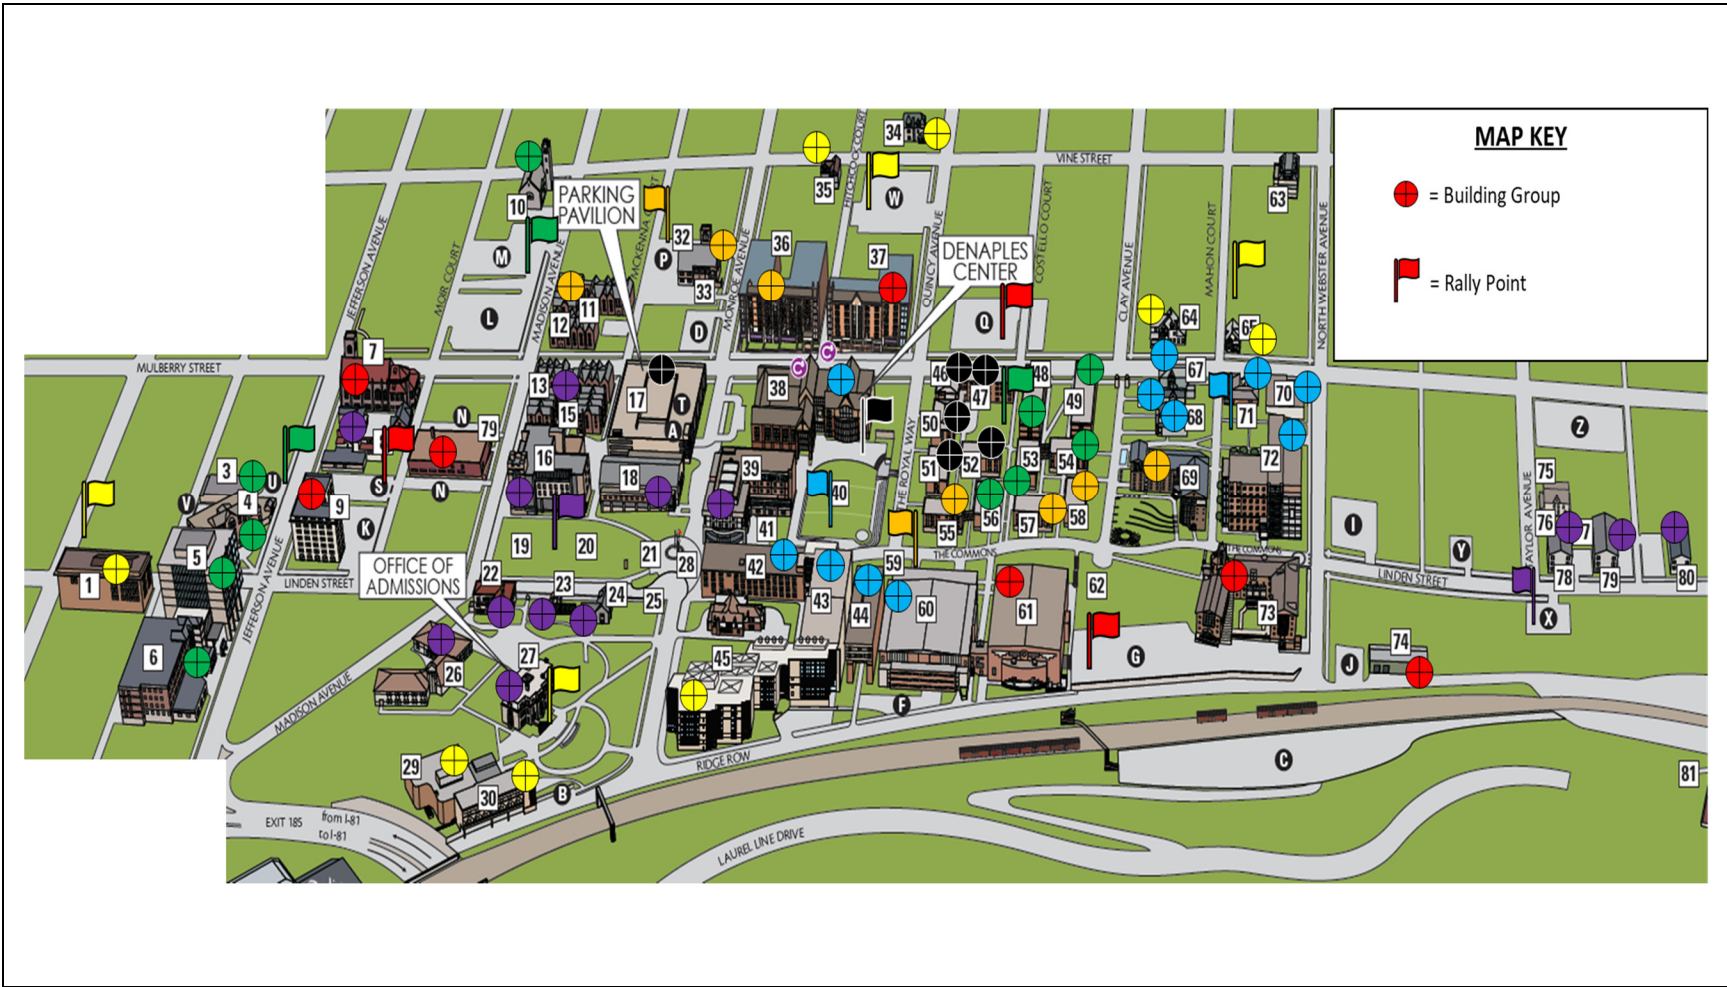 MAP KEY
= Building Group
= Rally Point
VINE STREET
MULBERRY STREET
JEFFERSON AVENUE
MOIR COURT
MADISON AVENUE
MONROE AVENUE
HITCHCOCK COURT
QUINCY AVENUE
COSTELLO COURT
CLAY AVENUE
MAHON COURT
NORTH WEBSTER AVENUE
PARKING
PAVILION
DENAPLES
CENTER
OFFICE OF
ADMISSIONS
34
35
W
63
10
M
32
P
33
36
37
L
11
12
D
Q
64
7
C
C
13
15
17
T
A
38
46
47
48
49
67
70
71
N
79
50
68
Z
3
U
V
4
S
N
9
K
16
18
39
40
41
51
52
53
54
55
56
57
58
69
72
THE ROYAL WAY
I
Y
75
76
TAYLOR AVENUE
78
79
80
X
1
5
6
JEFFERSON AVENUE
LINDEN STREET
19
20
21
22
23
24
25
28
26
27
42
43
44
45
59
60
61
62
THE COMMONS
THE COMMONS
73
LINDEN STREET
G
J
74
F
MADISON AVENUE
29
30
B
RIDGE ROW
C
81
EXIT 185
from I-81
to I-81
LAUREL LINE DRIVE